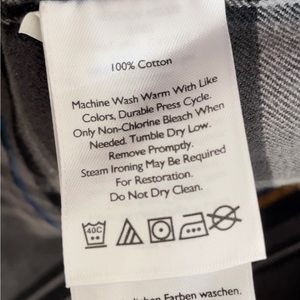 100% Cotton
Machine Wash Warm With Like
Colors, Durable Press Cycle.
Only Non-Chlorine Bleach When
Needed. Tumble Dry Low.
Remove Promptly.
Steam Ironing May Be Required
For Restoration.
Do Not Dry Clean.
40C
lichen Farben waschen.